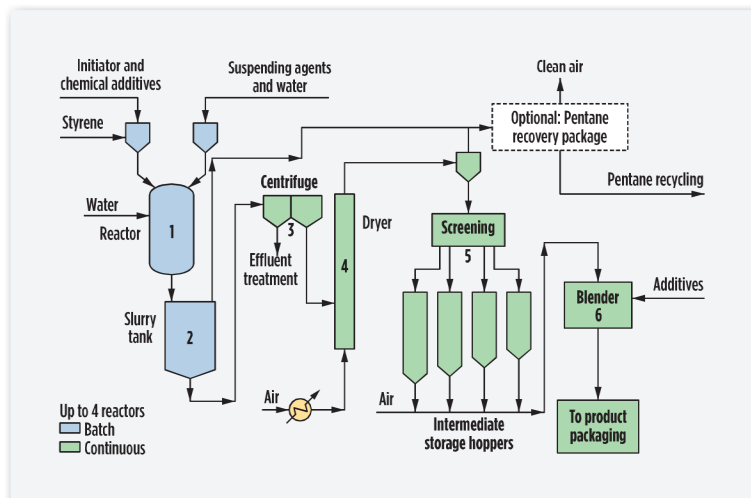 Initiator and
chemical additives
Suspending agents
and water
Clean air
Styrene
Optional: Pentane
recovery package
Pentane recycling
Centrifuge
Water
Reactor
1
3
Dryer
Screening
5
Effluent
treatment
4
Additives
Blender
6
Slurry
tank
2
Air
Air
Up to 4 reactors
Batch
Continuous
Intermediate
storage hoppers
To product
packaging